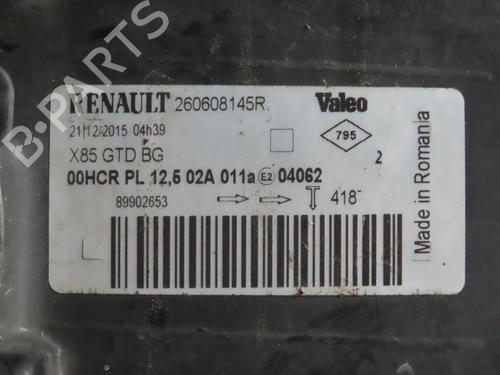 B-PARTS
RENAULT 260608145R Valeo
21/12/2015 04h39
795
X85 GTD BG
2
00HCR PL 12,5 02A 011a E2 04062
89902653
418
Made in Romania